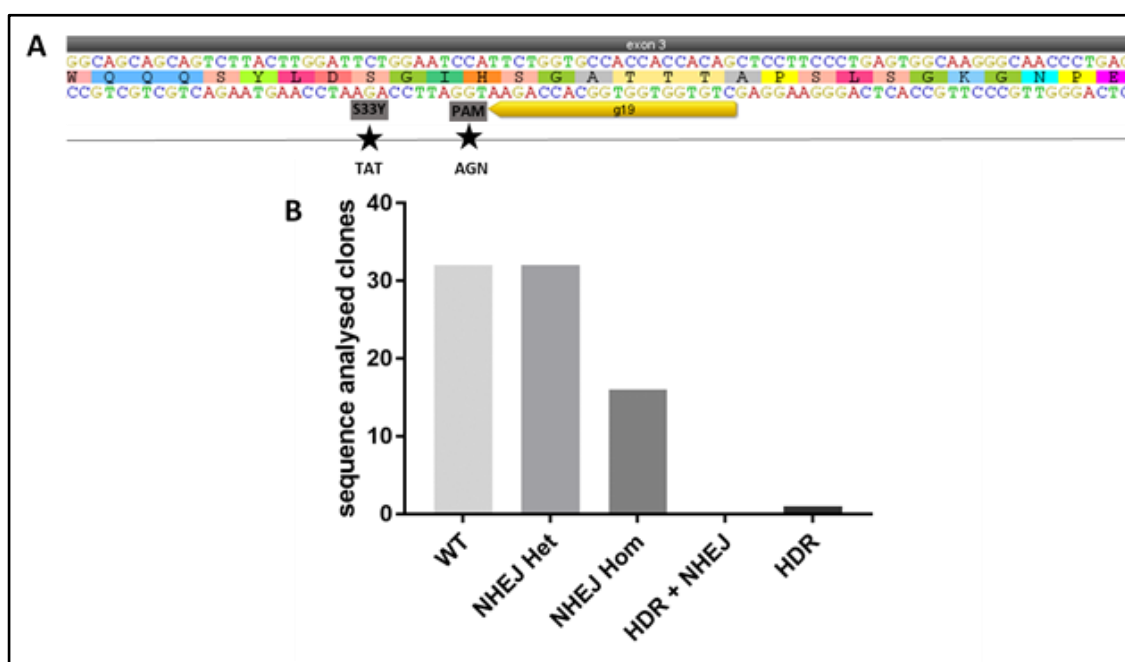 A
exon 3
GGCAGCAGCAGTCTTACTTGGATTCTGGAATCCATTCTGGTGCCACCACCACAGCTCCTTCCCTGAGTGGCAAGGGCAACCCTGAG
W Q Q Q S Y L D S G I H S G A T T T A P S L S G K G N P E
CCGTCGTCGTCAGAATGAACCTAAGACCTTAGGTAAGACCACGGTGGTGGTGTCGAGGAAGGGACTCACCGTTCCCGTTGGGACTC
S33Y PAM g19
TAT AGN
B
sequence analysed clones
40
30
20
10
0
WT
NHEJ Het
NHEJ Hom
HDR + NHEJ
HDR